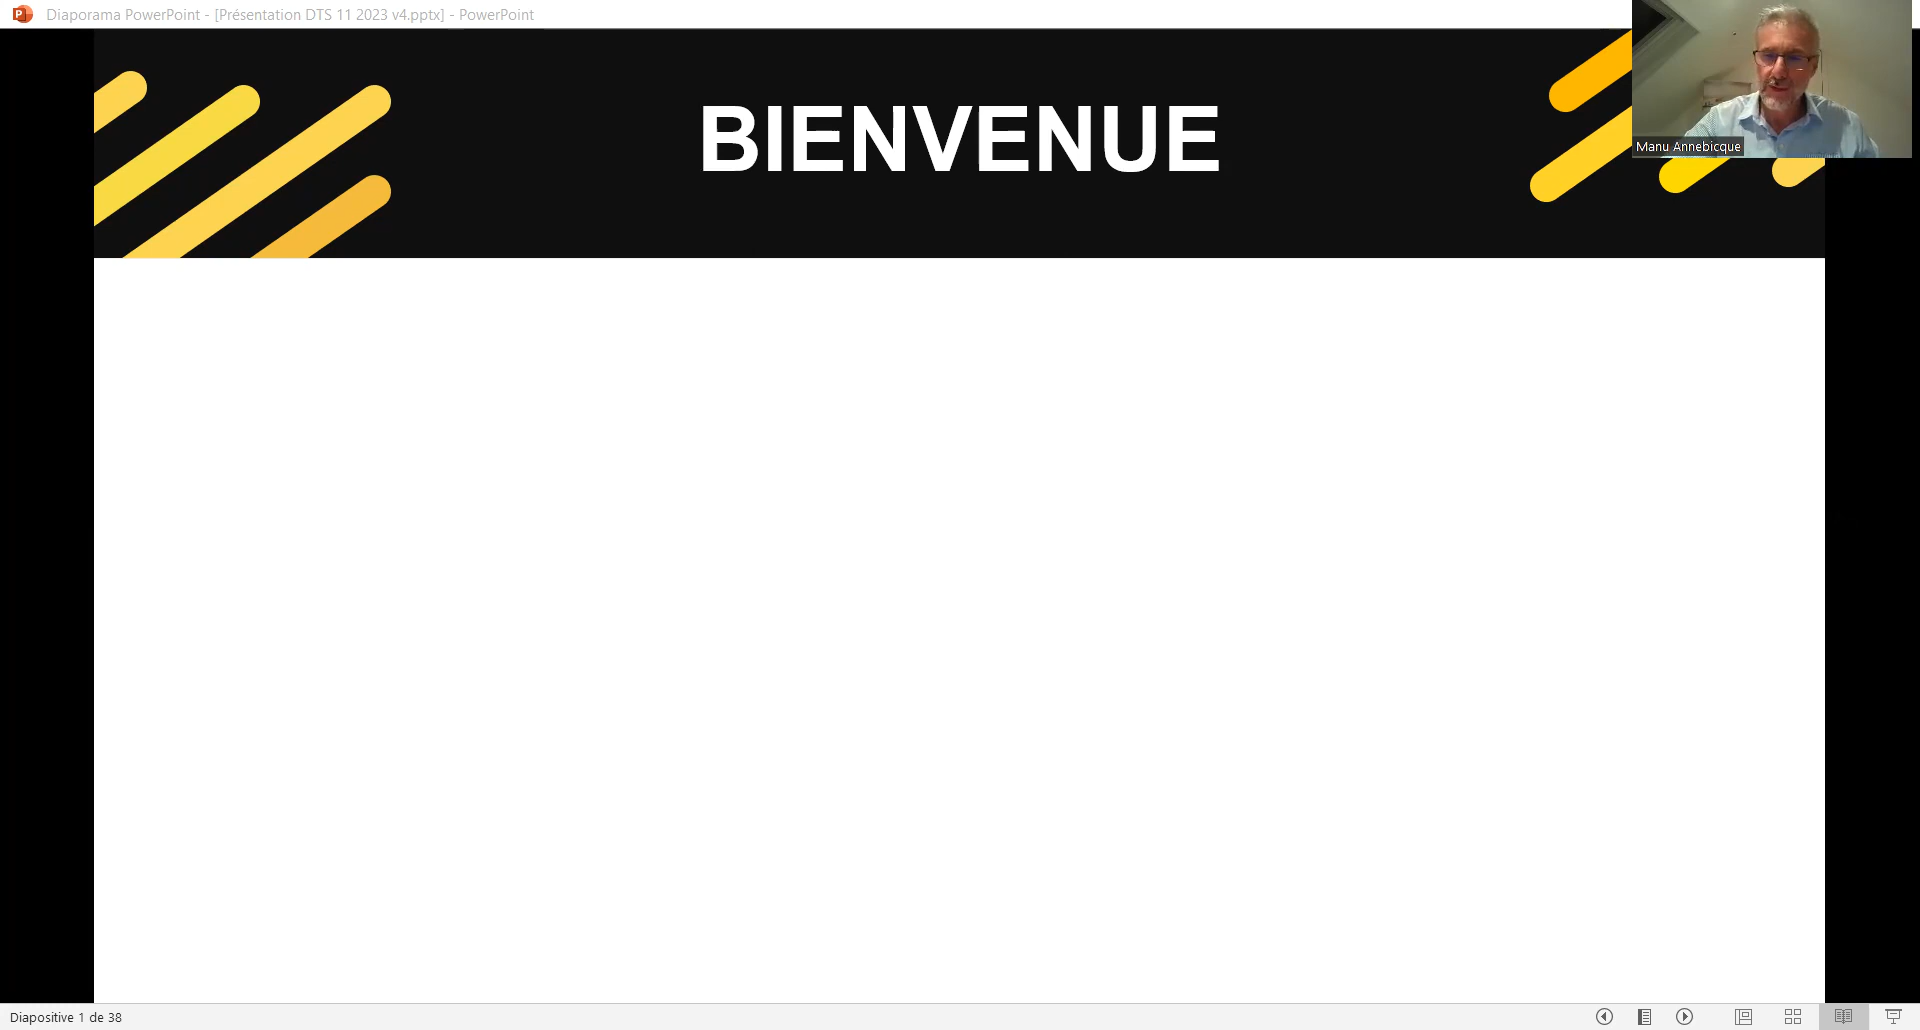 Diaporama PowerPoint - [Présentation DTS 11 2023 v4.pptx] - PowerPoint
BIENVENUE
Manu Annebicque
Diapositive 1 de 38